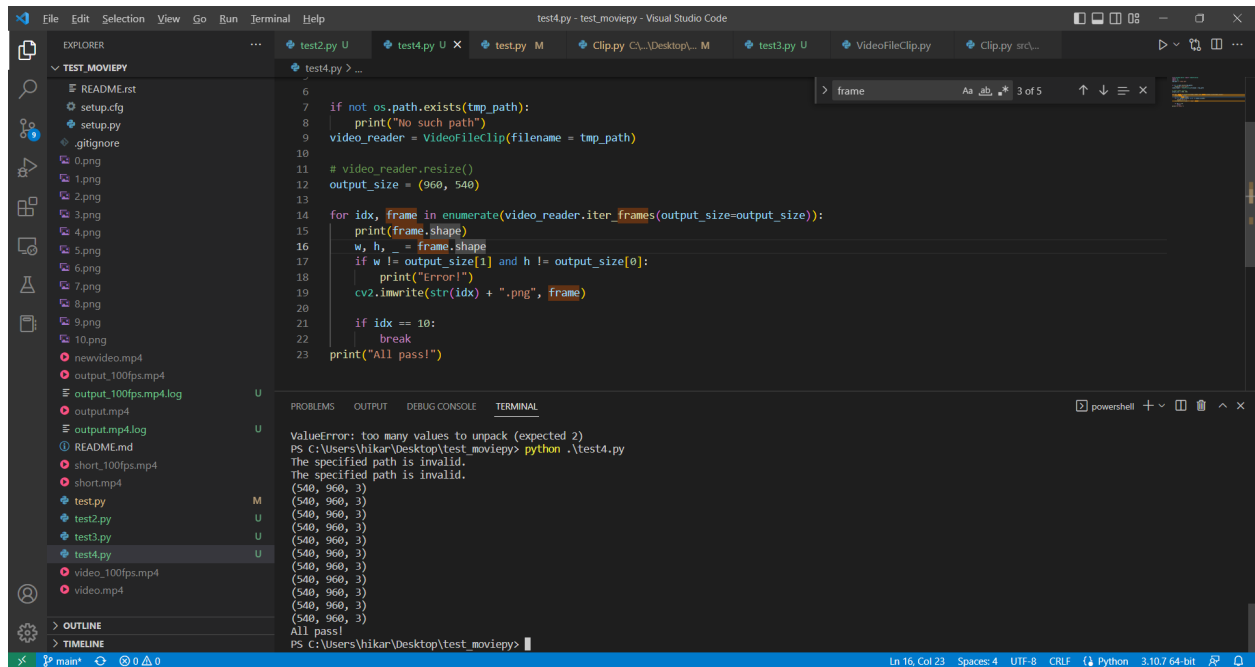 File Edit Selection View Go Run Terminal Help test4.py - test_moviepy - Visual Studio Code
EXPLORER
TEST_MOVIEPY
README.rst
setup.cfg
setup.py
.gitignore
0.png
1.png
2.png
3.png
4.png
5.png
6.png
7.png
8.png
9.png
10.png
newvideo.mp4
output_100fps.mp4
output_100fps.mp4.log U
output.mp4
output.mp4.log U
README.md
short_100fps.mp4
short.mp4
test.py M
test2.py U
test3.py U
test4.py U
video_100fps.mp4
video.mp4
OUTLINE
TIMELINE
9
test2.py U test4.py U test.py M Clip.py C:\...\Desktop\... M test3.py U VideoFileClip.py Clip.py src\...
test4.py > ...
frame Aa ab 3 of 5
6
7 if not os.path.exists(tmp_path):
8 print("No such path")
9 video_reader = VideoFileClip(filename = tmp_path)
10
11 # video_reader.resize()
12 output_size = (960, 540)
13
14 for idx, frame in enumerate(video_reader.iter_frames(output_size=output_size)):
15 print(frame.shape)
16 w, h, _ = frame.shape
17 if w != output_size[1] and h != output_size[0]:
18 print("Error!")
19 cv2.imwrite(str(idx) + ".png", frame)
20
21 if idx == 10:
22 break
23 print("All pass!")
PROBLEMS OUTPUT DEBUG CONSOLE TERMINAL powershell
ValueError: too many values to unpack (expected 2)
PS C:\Users\hikar\Desktop\test_moviepy> python .\test4.py
The specified path is invalid.
The specified path is invalid.
(540, 960, 3)
(540, 960, 3)
(540, 960, 3)
(540, 960, 3)
(540, 960, 3)
(540, 960, 3)
(540, 960, 3)
(540, 960, 3)
(540, 960, 3)
(540, 960, 3)
(540, 960, 3)
All pass!
PS C:\Users\hikar\Desktop\test_moviepy>
main* 0 0 Ln 16, Col 23 Spaces: 4 UTF-8 CRLF Python 3.10.7 64-bit